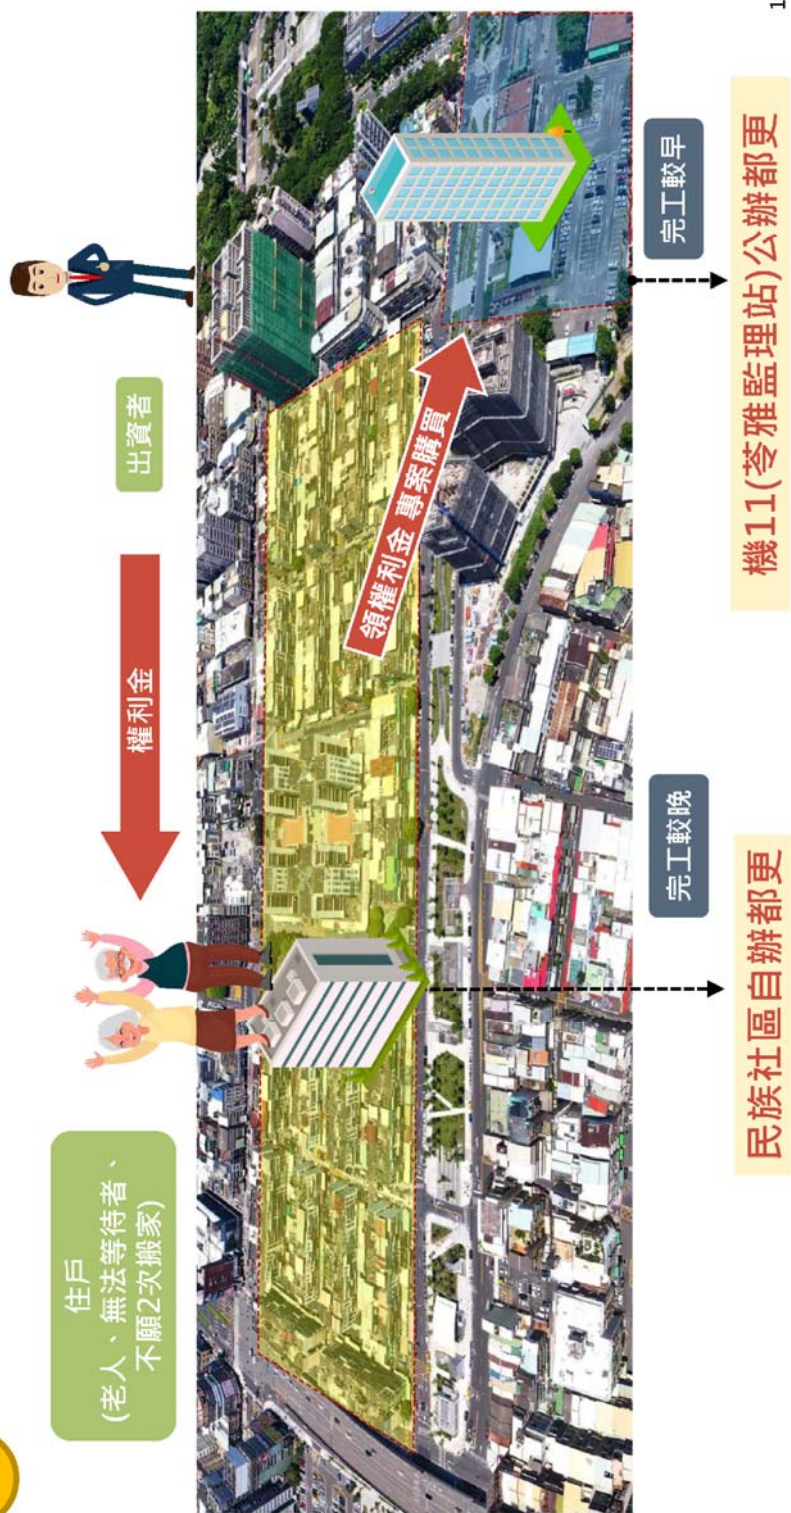 住戶
(老人、無法等待者、
不願2次搬家)
權利金
出資者
領權利金 專案購買
完工較晚
完工較早
民族社區自辦都更
機11(苓雅監理站)公辦都更